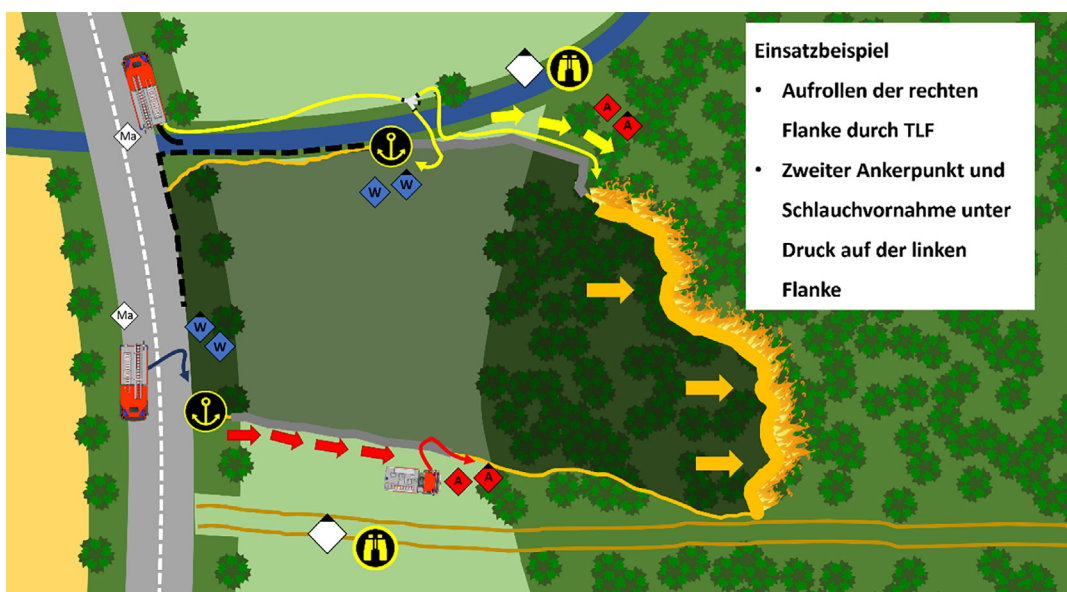 Einsatzbeispiel
• Aufrollen der rechten
Flanke durch TLF
• Zweiter Ankerpunkt und
Schlauchvornahme unter
Druck auf der linken
Flanke
A
A
Ma
W
W
Ma
W
W
A
A